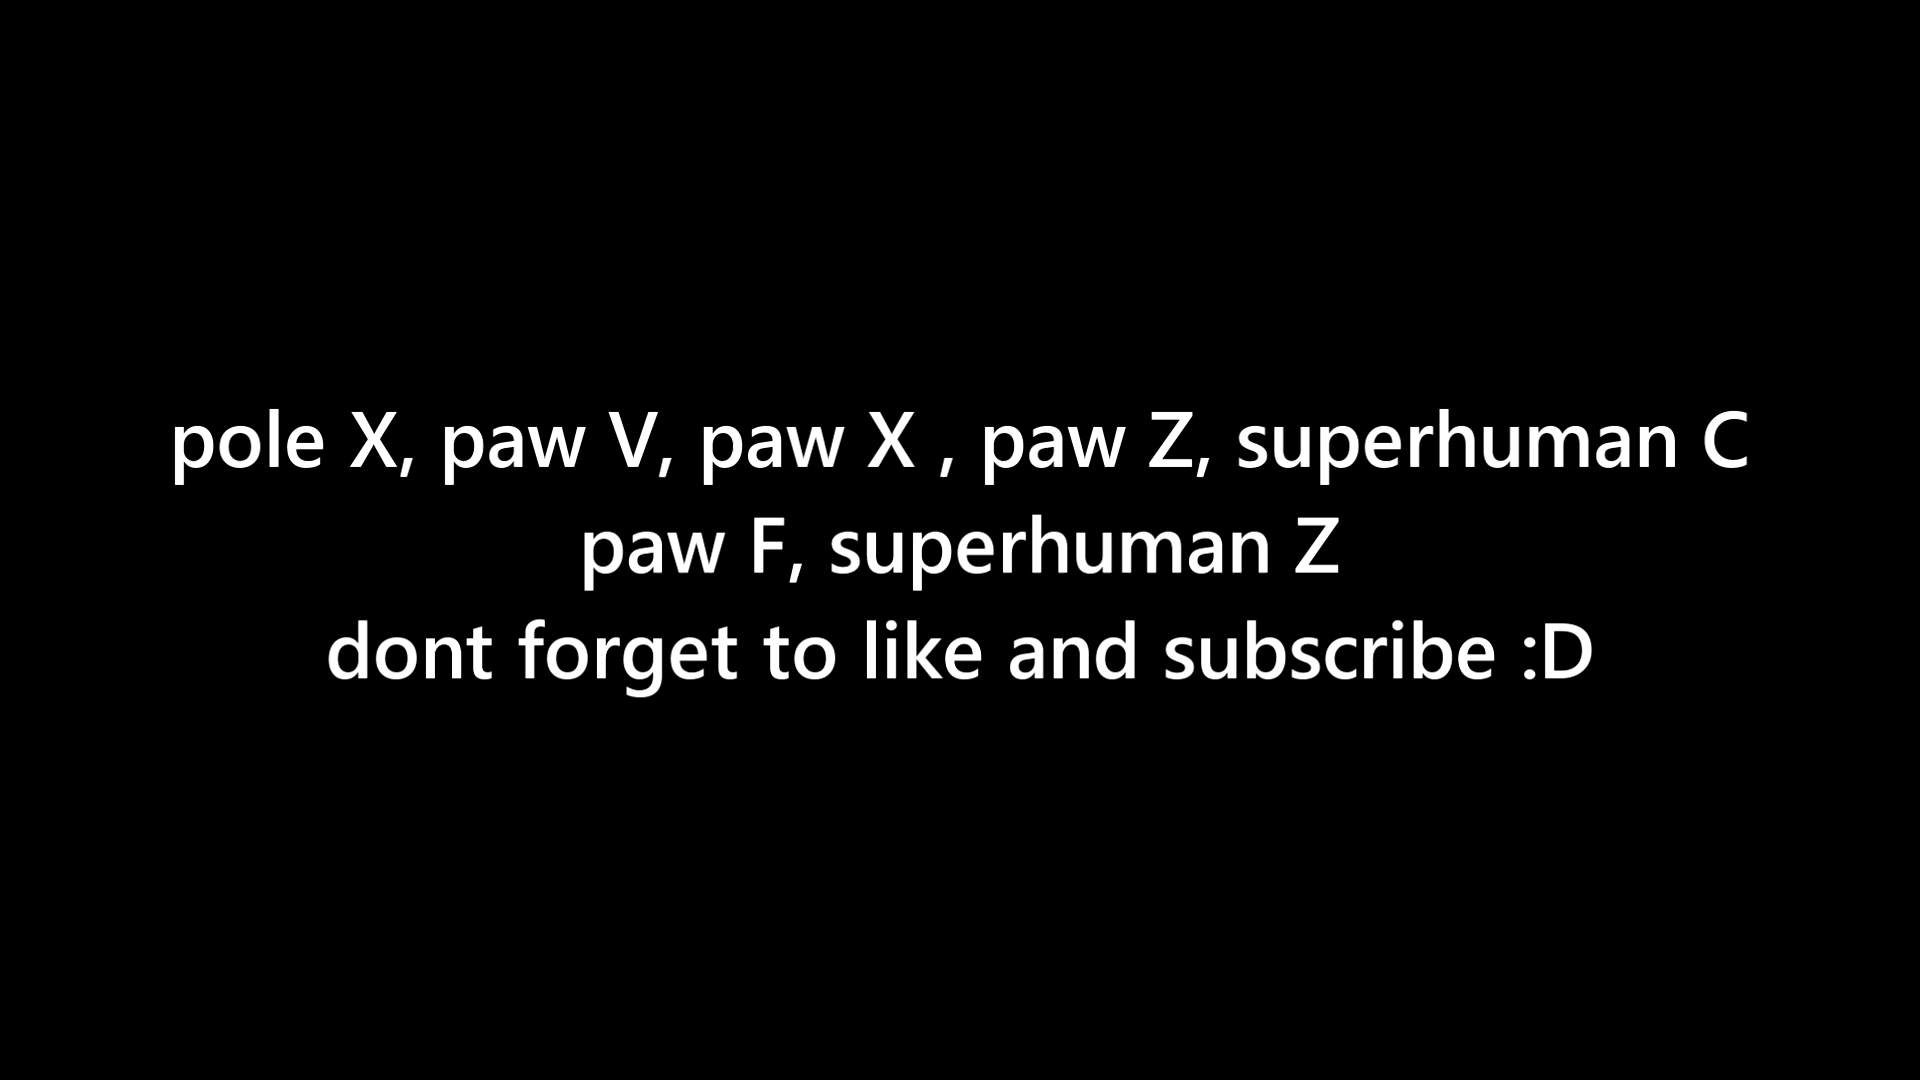 pole X, paw V, paw X , paw Z, superhuman C
paw F, superhuman Z
dont forget to like and subscribe :D